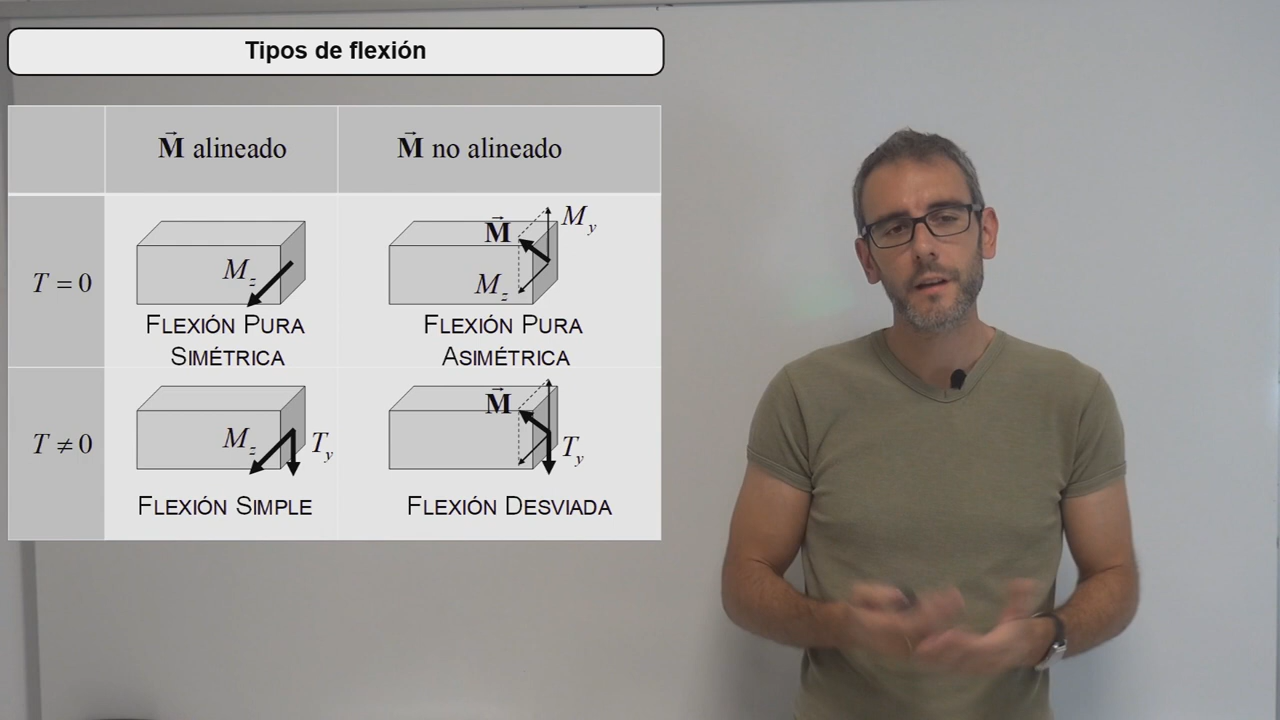 Tipos de flexión
M⃗ alineado
M⃗ no alineado
T = 0
M_z
FLEXIÓN PURA
SIMÉTRICA
M⃗
M_y
M_z
FLEXIÓN PURA
ASIMÉTRICA
T ≠ 0
M_z
T_y
FLEXIÓN SIMPLE
M⃗
T_y
FLEXIÓN DESVIADA